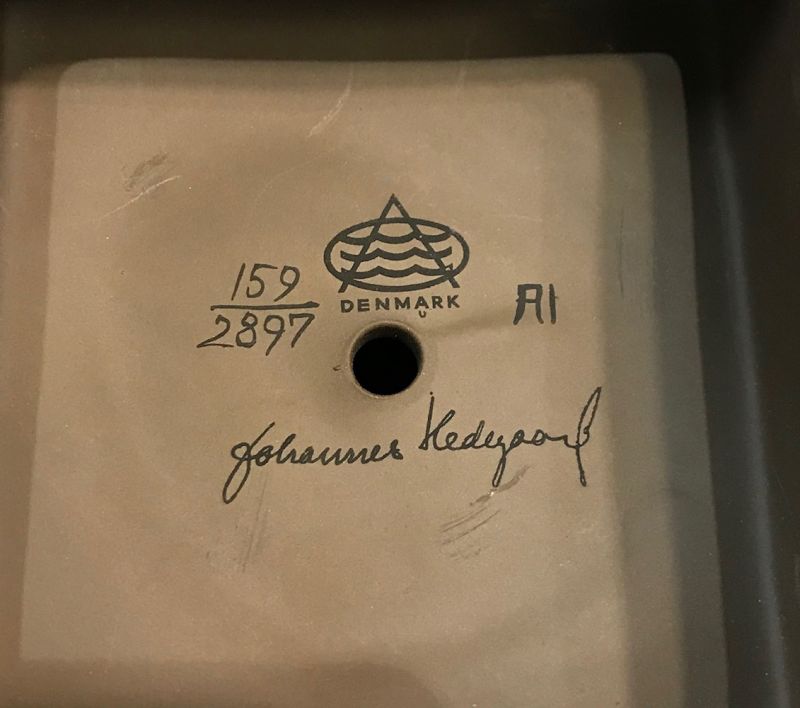 159
2897
DENMARK
U
A1
Johannes Hedegaard